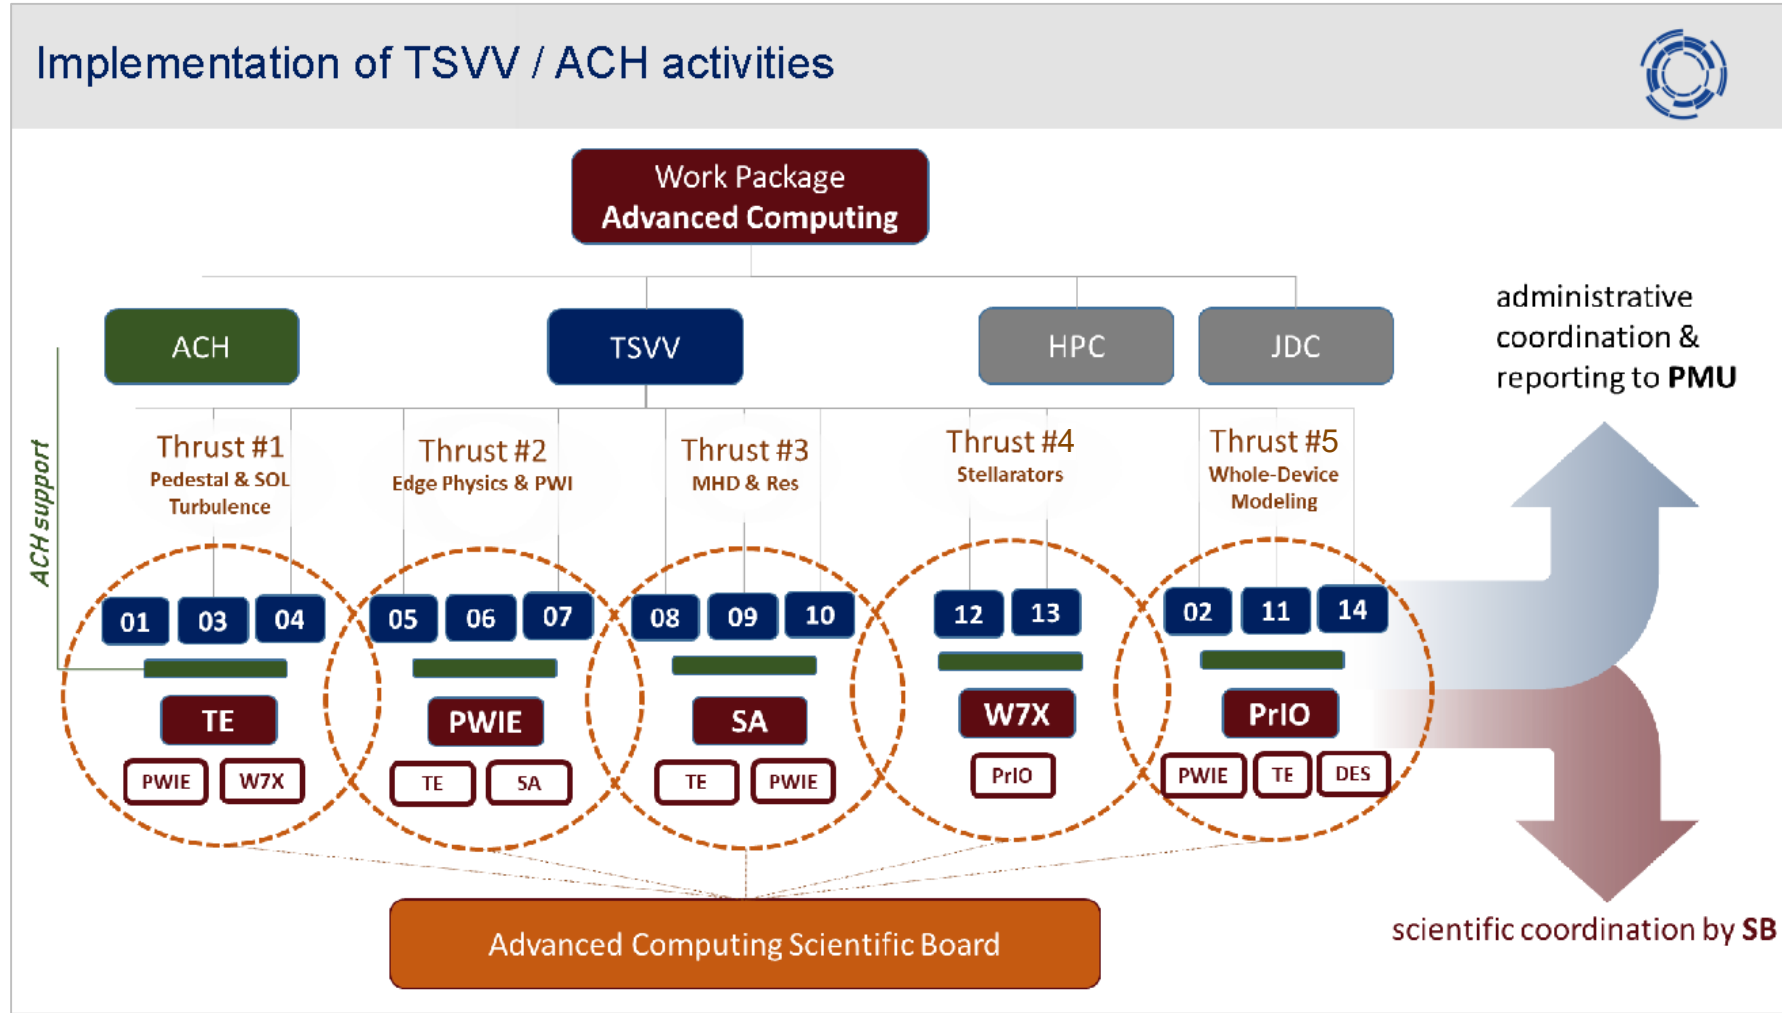 Implementation of TSVV / ACH activities
Work Package
Advanced Computing
ACH
TSVV
HPC
JDC
administrative
coordination &
reporting to PMU
ACH support
Thrust #1
Pedestal & SOL
Turbulence
Thrust #2
Edge Physics & PWI
Thrust #3
MHD & Res
Thrust #4
Stellarators
Thrust #5
Whole-Device
Modeling
01 03 04
05 06 07
08 09 10
12 13
02 11 14
TE
PWIE
SA
W7X
PrIO
PWIE W7X
TE SA
TE PWIE
PrIO
PWIE TE DES
Advanced Computing Scientific Board
scientific coordination by SB